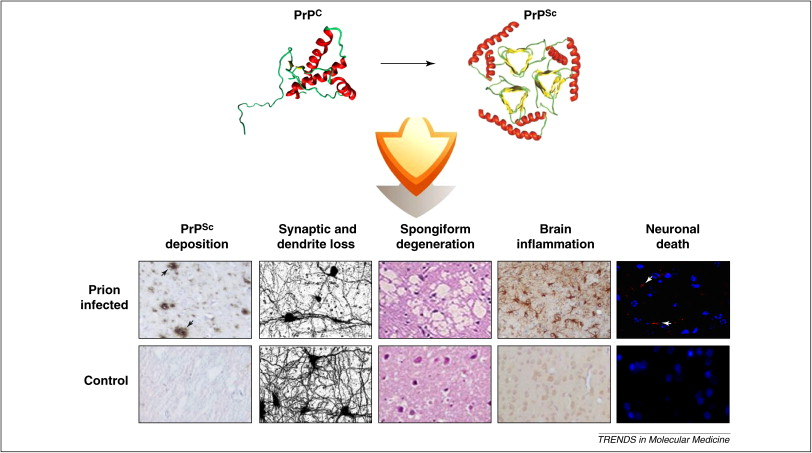 PrPC PrPSc
PrPSc deposition
Synaptic and dendrite loss
Spongiform degeneration
Brain inflammation
Neuronal death
Prion infected
Control
TRENDS in Molecular Medicine